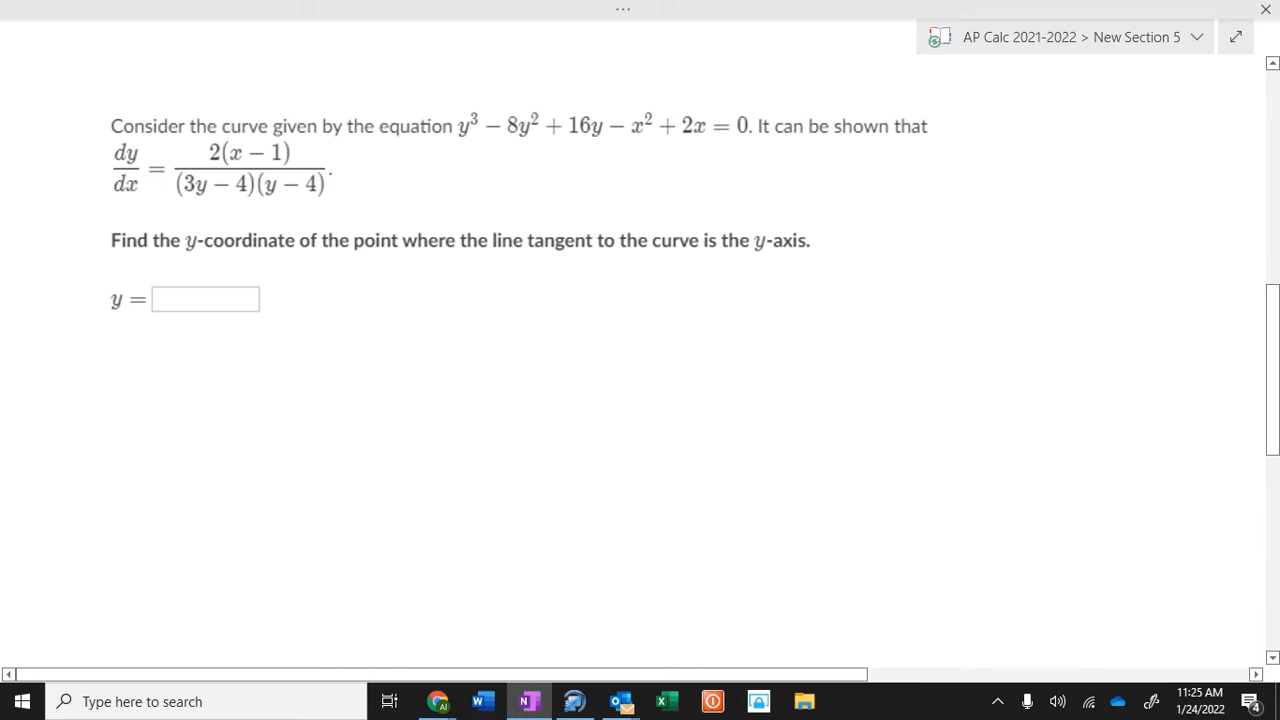 ...
AP Calc 2021-2022 > New Section 5
Consider the curve given by the equation y³ − 8y² + 16y − x² + 2x = 0. It can be shown that
dy/dx = 2(x − 1)/((3y − 4)(y − 4)).
Find the y-coordinate of the point where the line tangent to the curve is the y-axis.
y =
Type here to search
11:25 AM
1/24/2022
4